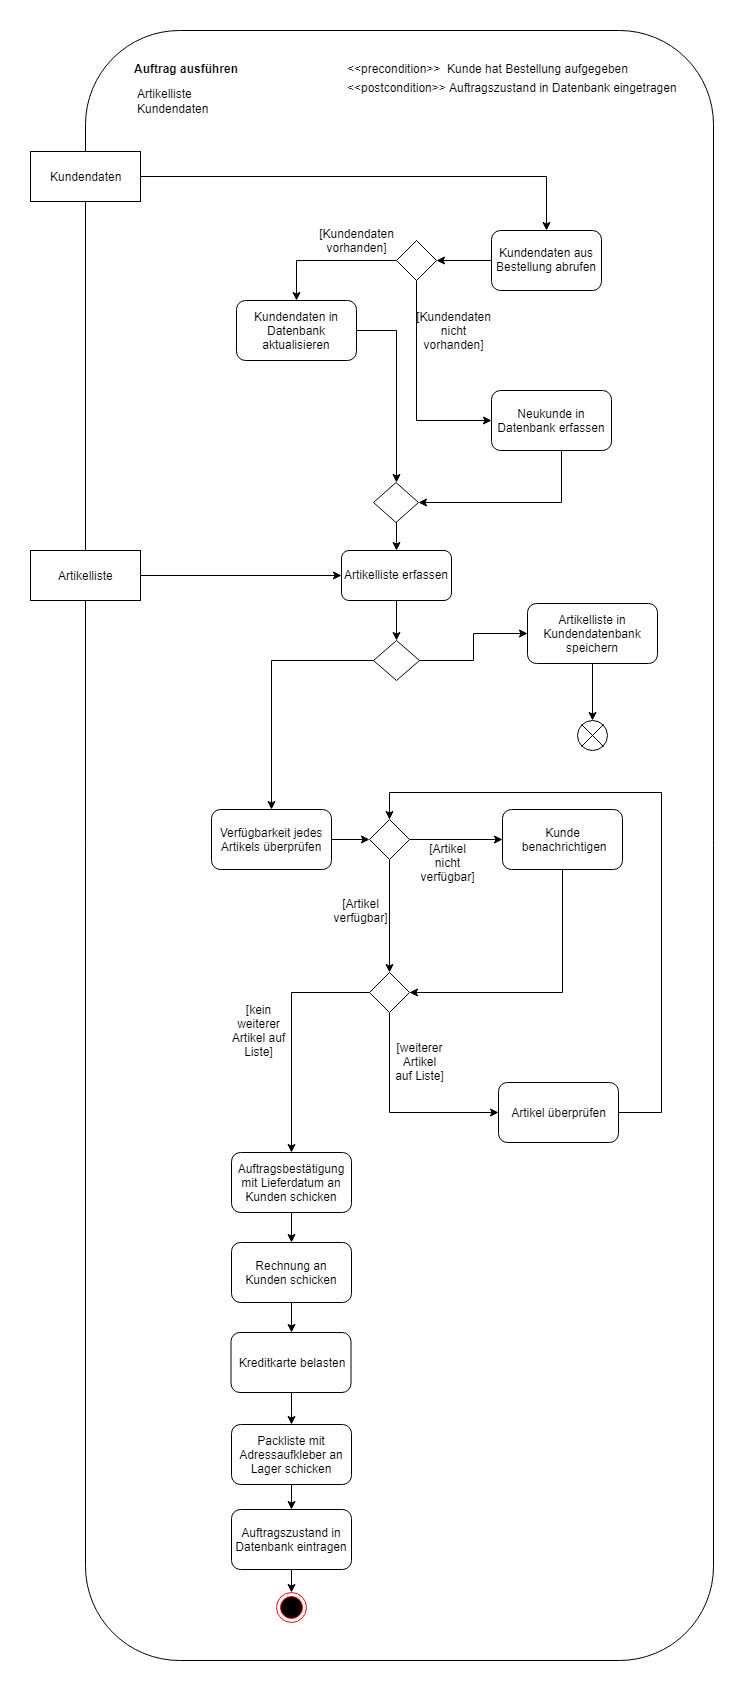 Auftrag ausführen
<<precondition>> Kunde hat Bestellung aufgegeben
<<postcondition>> Auftragszustand in Datenbank eingetragen
Artikelliste
Kundendaten
Kundendaten
Kundendaten aus
Bestellung abrufen
[Kundendaten
vorhanden]
Kundendaten in
Datenbank
aktualisieren
[Kundendaten
nicht
vorhanden]
Neukunde in
Datenbank erfassen
Artikelliste
Artikelliste erfassen
Artikelliste in
Kundendatenbank
speichern
Verfügbarkeit jedes
Artikels überprüfen
[Artikel
nicht
verfügbar]
Kunde
benachrichtigen
[Artikel
verfügbar]
[kein
weiterer
Artikel auf
Liste]
[weiterer
Artikel
auf Liste]
Artikel überprüfen
Auftragsbestätigung
mit Lieferdatum an
Kunden schicken
Rechnung an
Kunden schicken
Kreditkarte belasten
Packliste mit
Adressaufkleber an
Lager schicken
Auftragszustand in
Datenbank eintragen